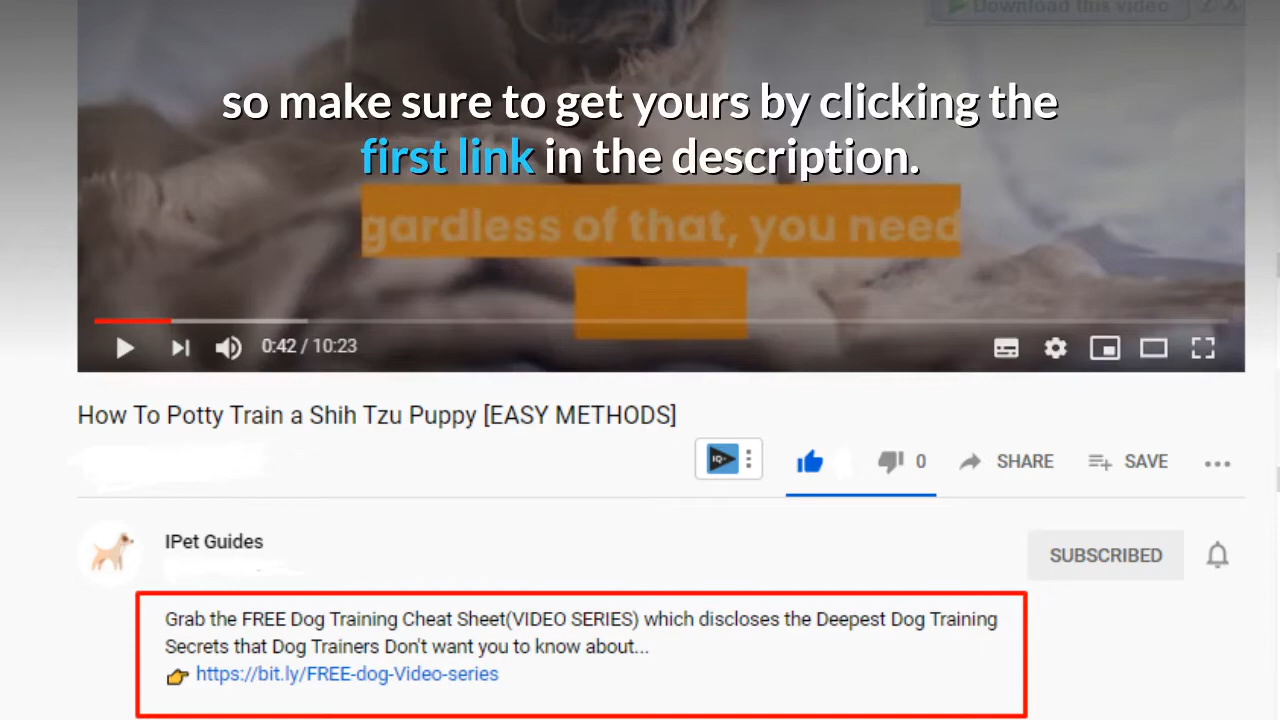 Download this video
so make sure to get yours by clicking the
first link in the description.
gardless of that, you need
0:42 / 10:23
How To Potty Train a Shih Tzu Puppy [EASY METHODS]
IQ
0
SHARE
SAVE
IPet Guides
SUBSCRIBED
Grab the FREE Dog Training Cheat Sheet(VIDEO SERIES) which discloses the Deepest Dog Training
Secrets that Dog Trainers Don't want you to know about...
https://bit.ly/FREE-dog-Video-series